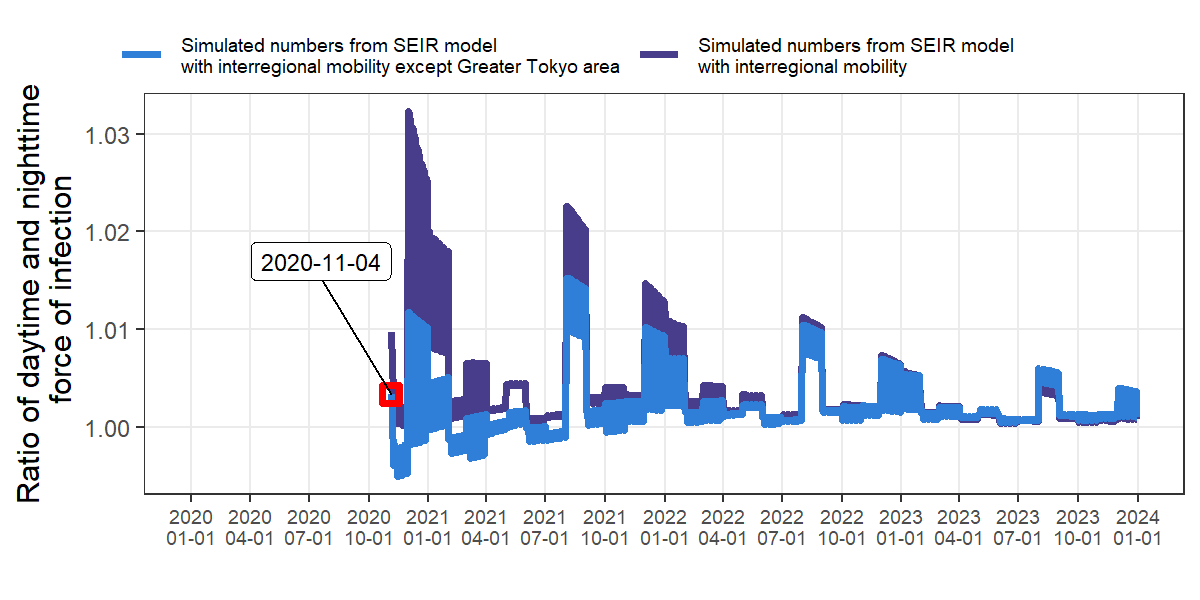 Simulated numbers from SEIR model
with interregional mobility except Greater Tokyo area
Simulated numbers from SEIR model
with interregional mobility
Ratio of daytime and nighttime
force of infection
1.03
1.02
1.01
1.00
2020-11-04
2020 2020 2020 2020 2021 2021 2021 2021 2022 2022 2022 2022 2023 2023 2023 2023 2024
01-01 04-01 07-01 10-01 01-01 04-01 07-01 10-01 01-01 04-01 07-01 10-01 01-01 04-01 07-01 10-01 01-01